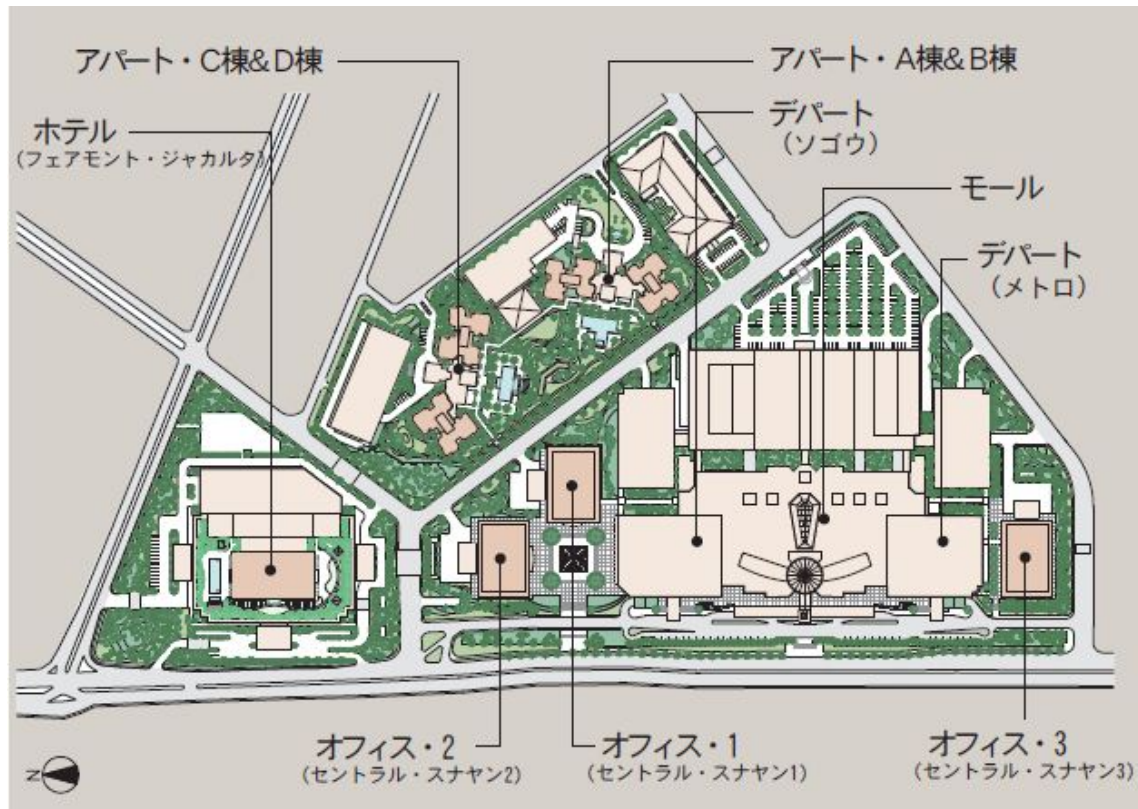 アパート・C棟&D棟
アパート・A棟&B棟
ホテル
(フェアモント・ジャカルタ)
デパート
(ソゴウ)
モール
デパート
(メトロ)
オフィス・2
(セントラル・スナヤン2)
オフィス・1
(セントラル・スナヤン1)
オフィス・3
(セントラル・スナヤン3)
N